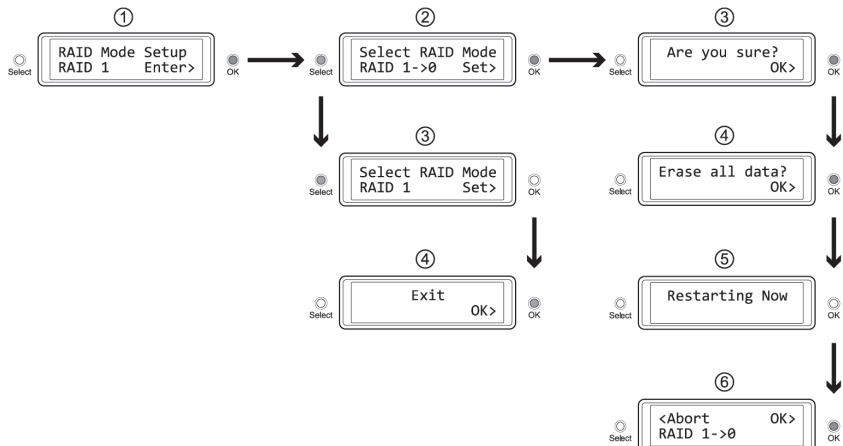 ①
RAID Mode Setup
RAID 1 Enter>
Select
OK
②
Select RAID Mode
RAID 1->0 Set>
Select
OK
③
Are you sure?
OK>
Select
OK
③
Select RAID Mode
RAID 1 Set>
Select
OK
④
Erase all data?
OK>
Select
OK
④
Exit
OK>
Select
OK
⑤
Restarting Now
Select
OK
⑥
<Abort OK>
RAID 1->0
Select
OK